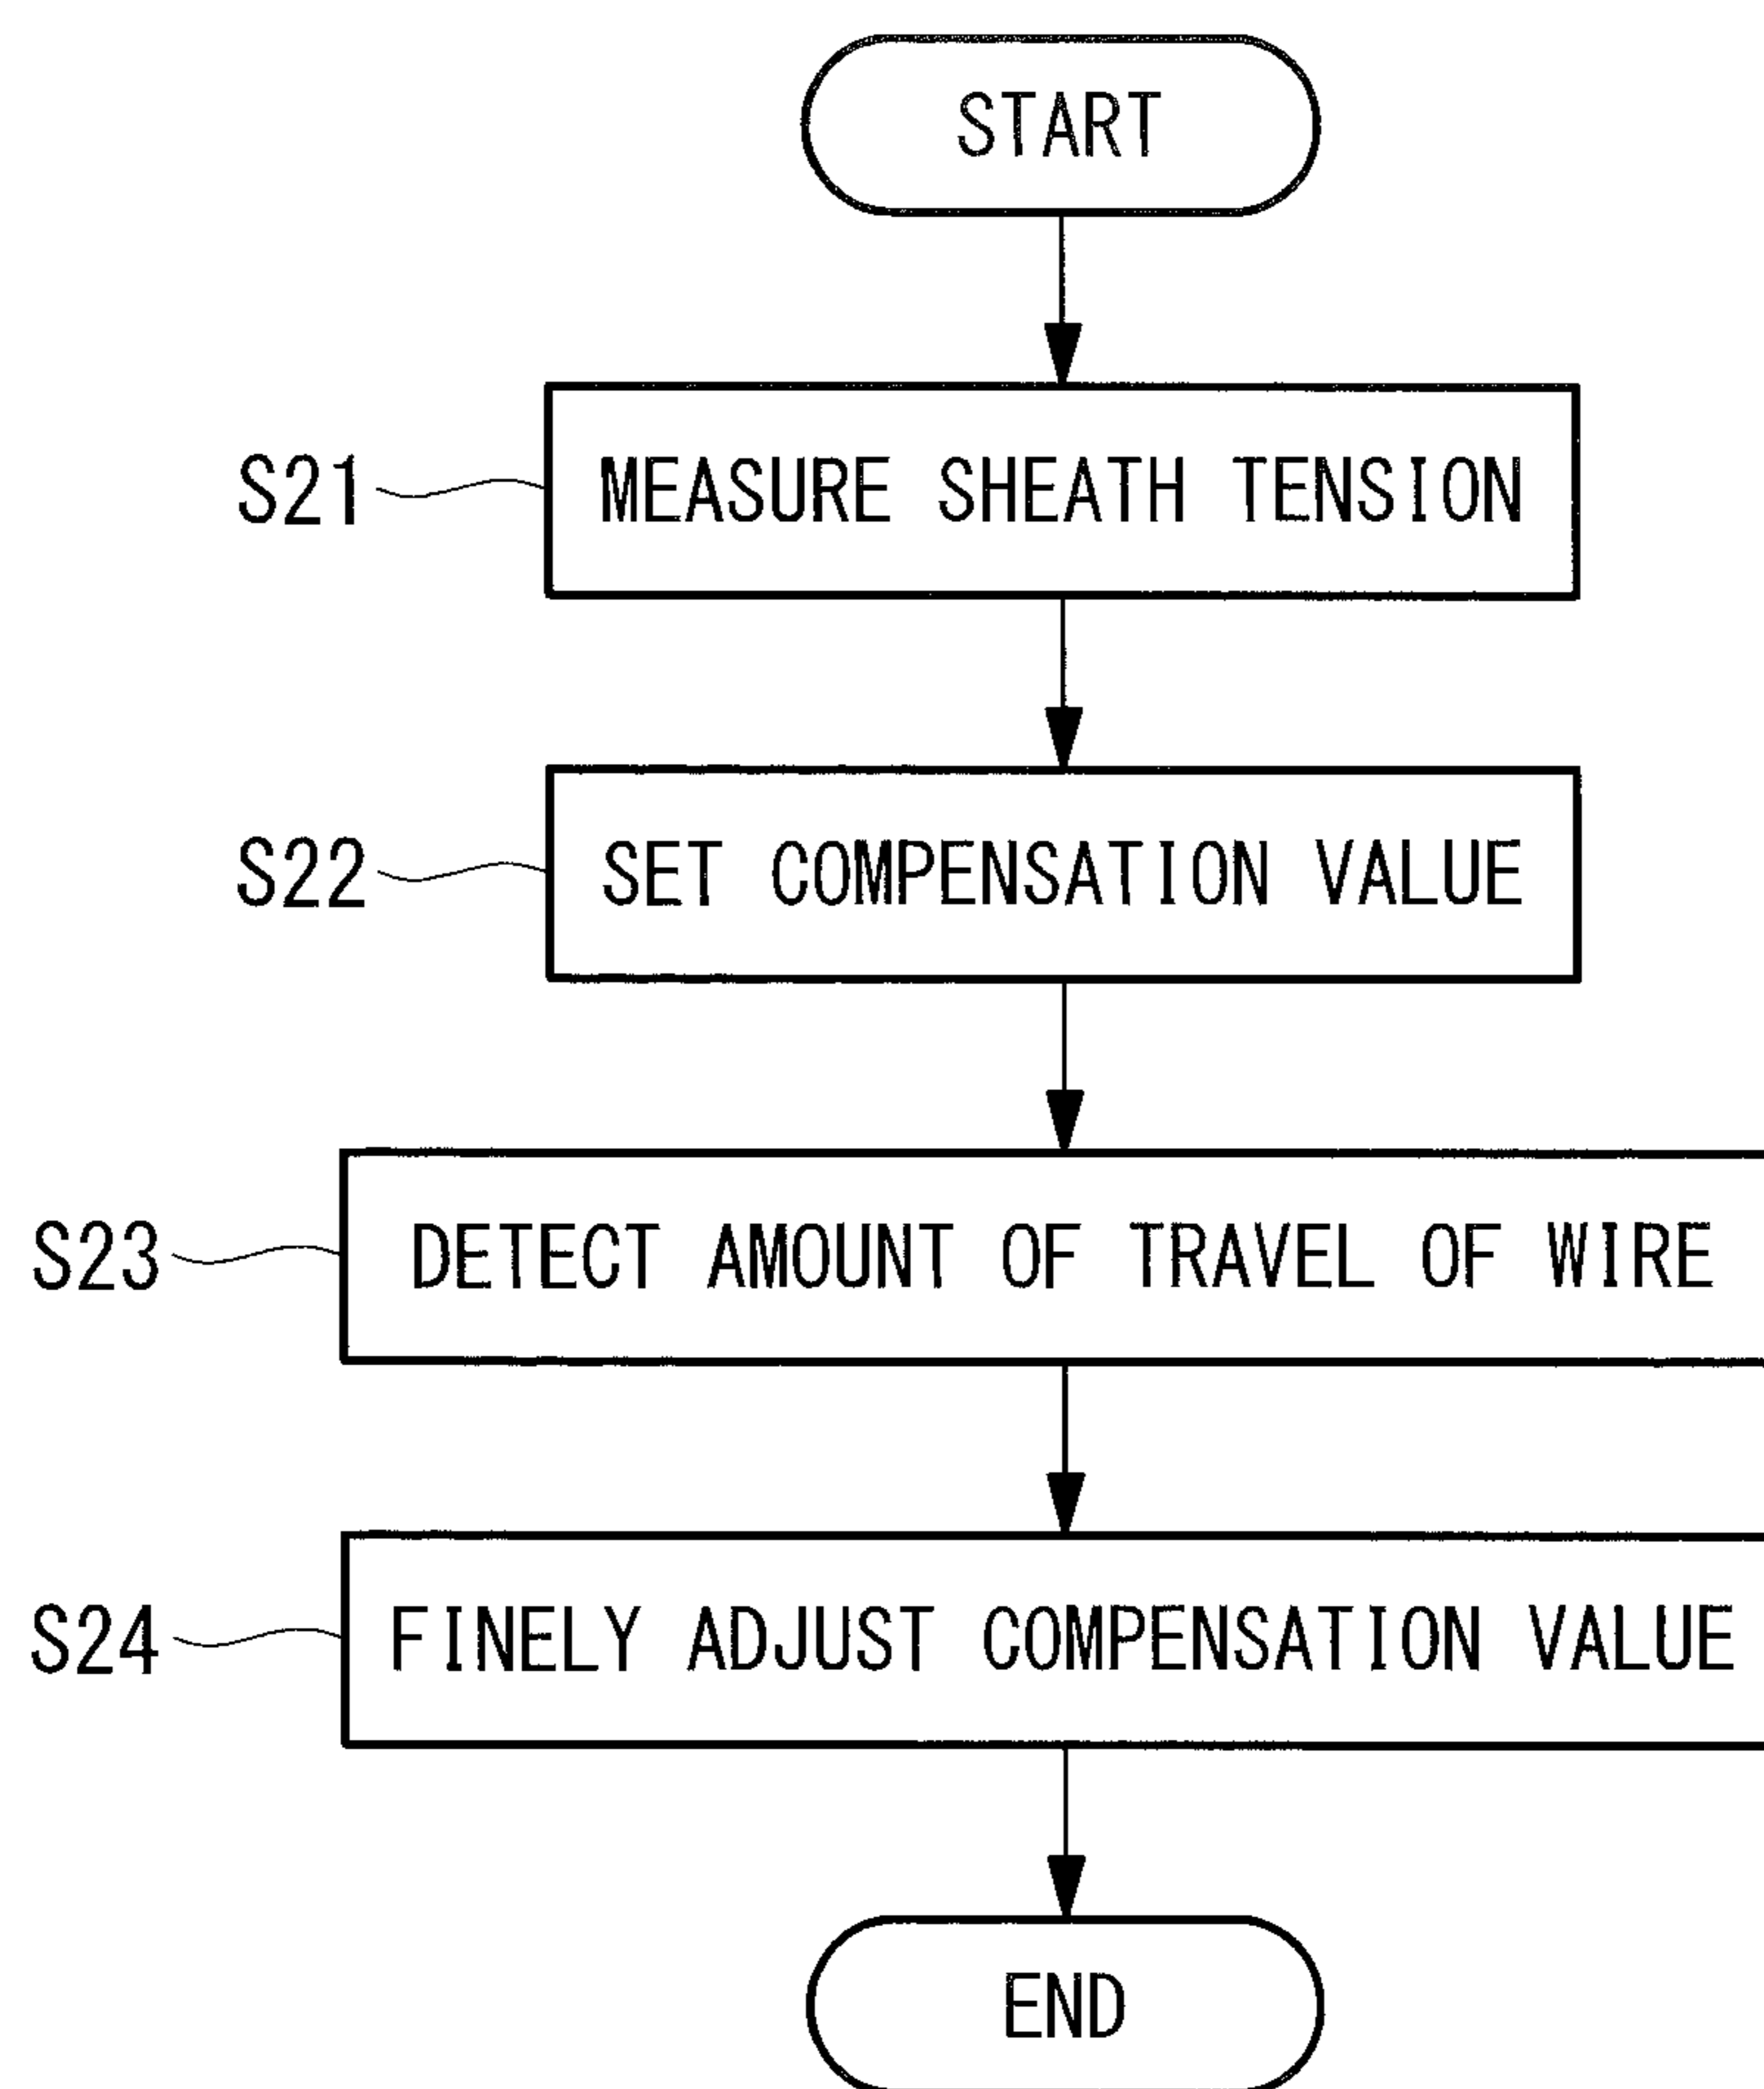 START
S21 MEASURE SHEATH TENSION
S22 SET COMPENSATION VALUE
S23 DETECT AMOUNT OF TRAVEL OF WIRE
S24 FINELY ADJUST COMPENSATION VALUE
END